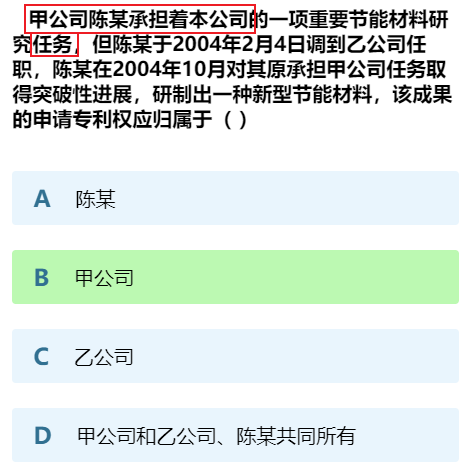 甲公司陈某承担着本公司的一项重要节能材料研
究任务，但陈某于2004年2月4日调到乙公司任
职，陈某在2004年10月对其原承担甲公司任务取
得突破性进展，研制出一种新型节能材料，该成果
的申请专利权应归属于（ ）
A 陈某
B 甲公司
C 乙公司
D 甲公司和乙公司、陈某共同所有